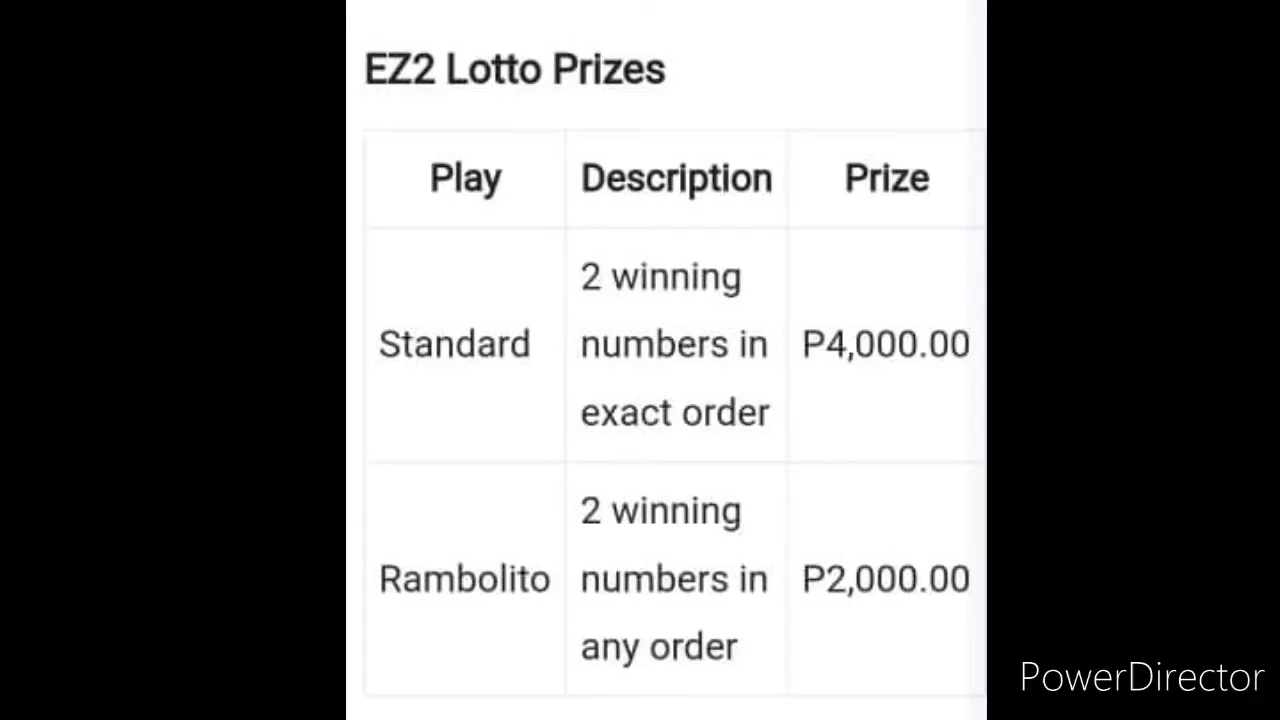 EZ2 Lotto Prizes
Play Description Prize
Standard 2 winning numbers in exact order P4,000.00
Rambolito 2 winning numbers in any order P2,000.00
PowerDirector